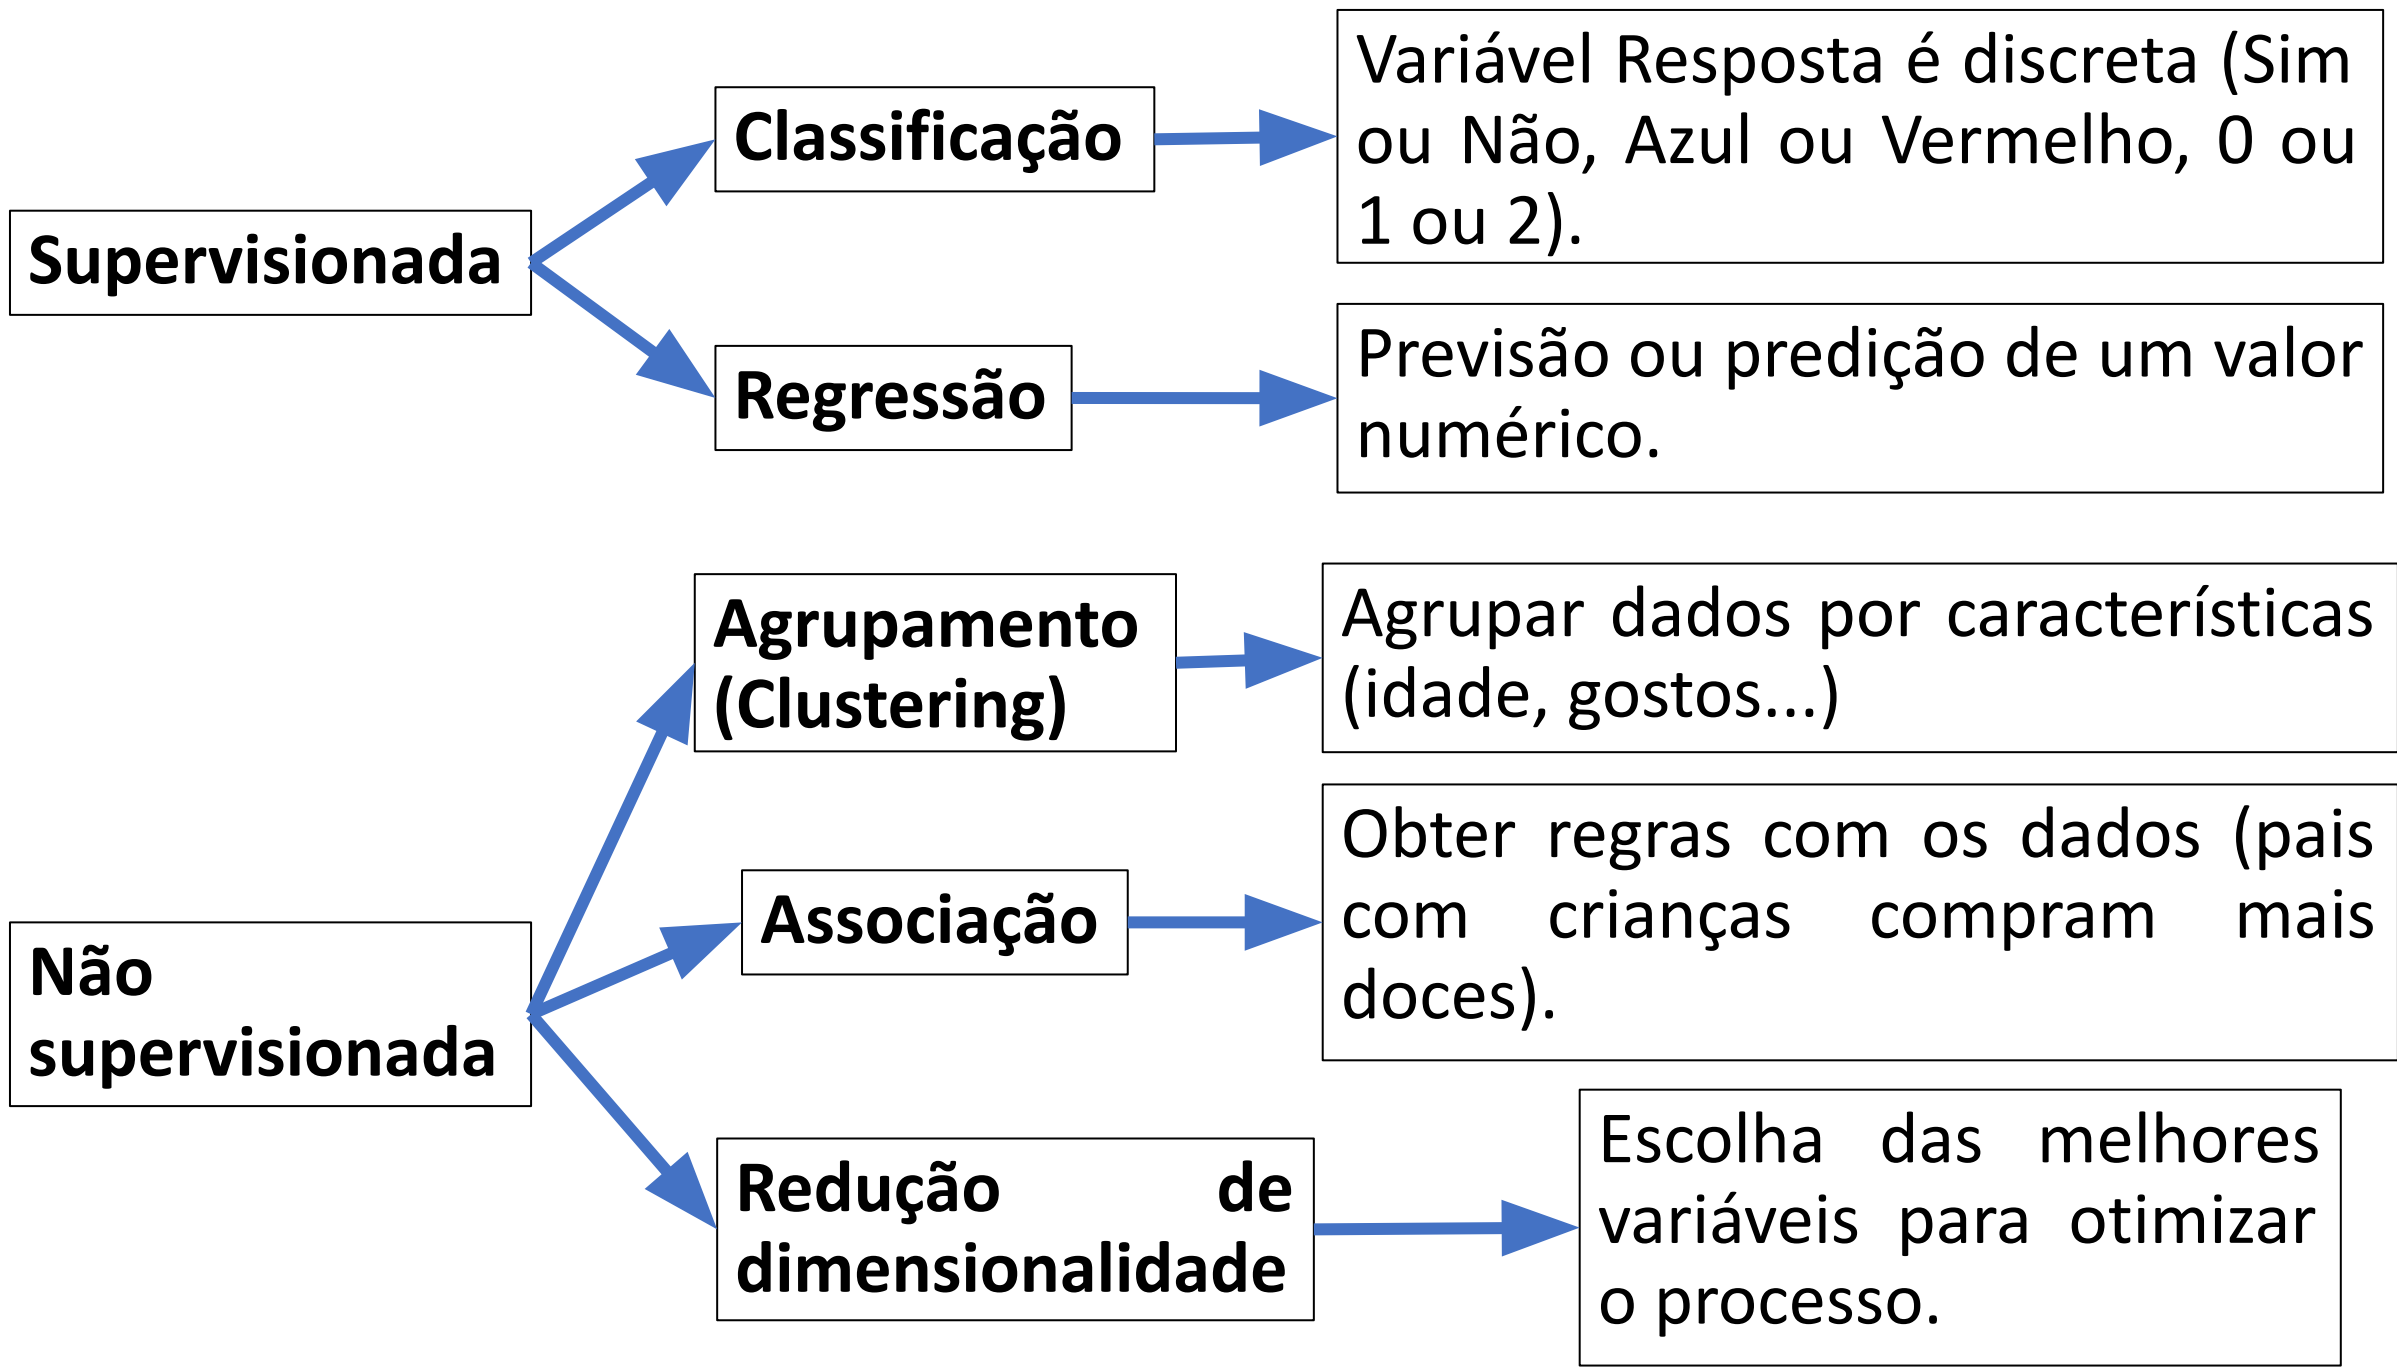 Supervisionada
Classificação
Variável Resposta é discreta (Sim
ou Não, Azul ou Vermelho, 0 ou
1 ou 2).
Regressão
Previsão ou predição de um valor
numérico.
Não
supervisionada
Agrupamento
(Clustering)
Agrupar dados por características
(idade, gostos...)
Associação
Obter regras com os dados (pais
com crianças compram mais
doces).
Redução de
dimensionalidade
Escolha das melhores
variáveis para otimizar
o processo.